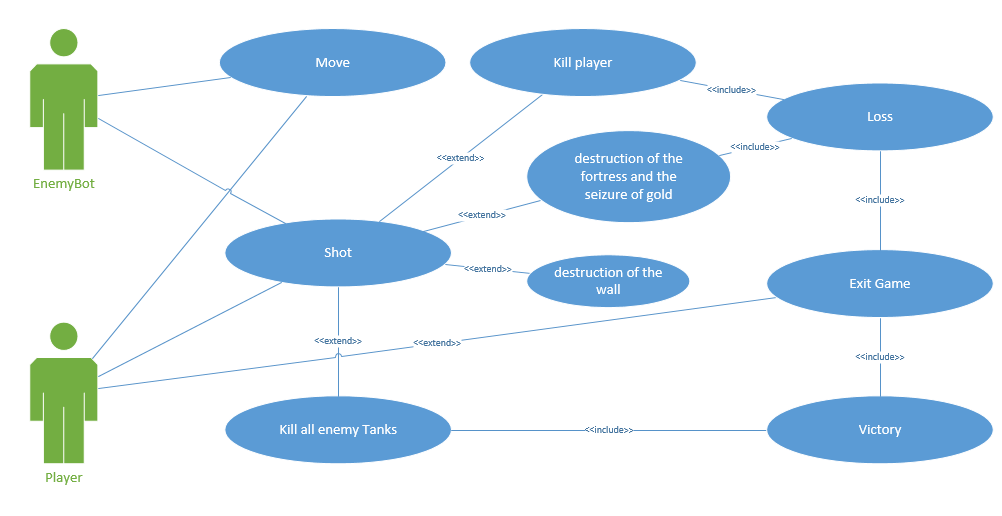 Move
Kill player
<<include>>
Loss
<<extend>>
destruction of the
fortress and the
seizure of gold
<<include>>
EnemyBot
<<extend>>
<<include>>
Shot
<<extend>>
destruction of the
wall
Exit Game
<<extend>>
<<extend>>
<<include>>
Kill all enemy Tanks
<<include>>
Victory
Player